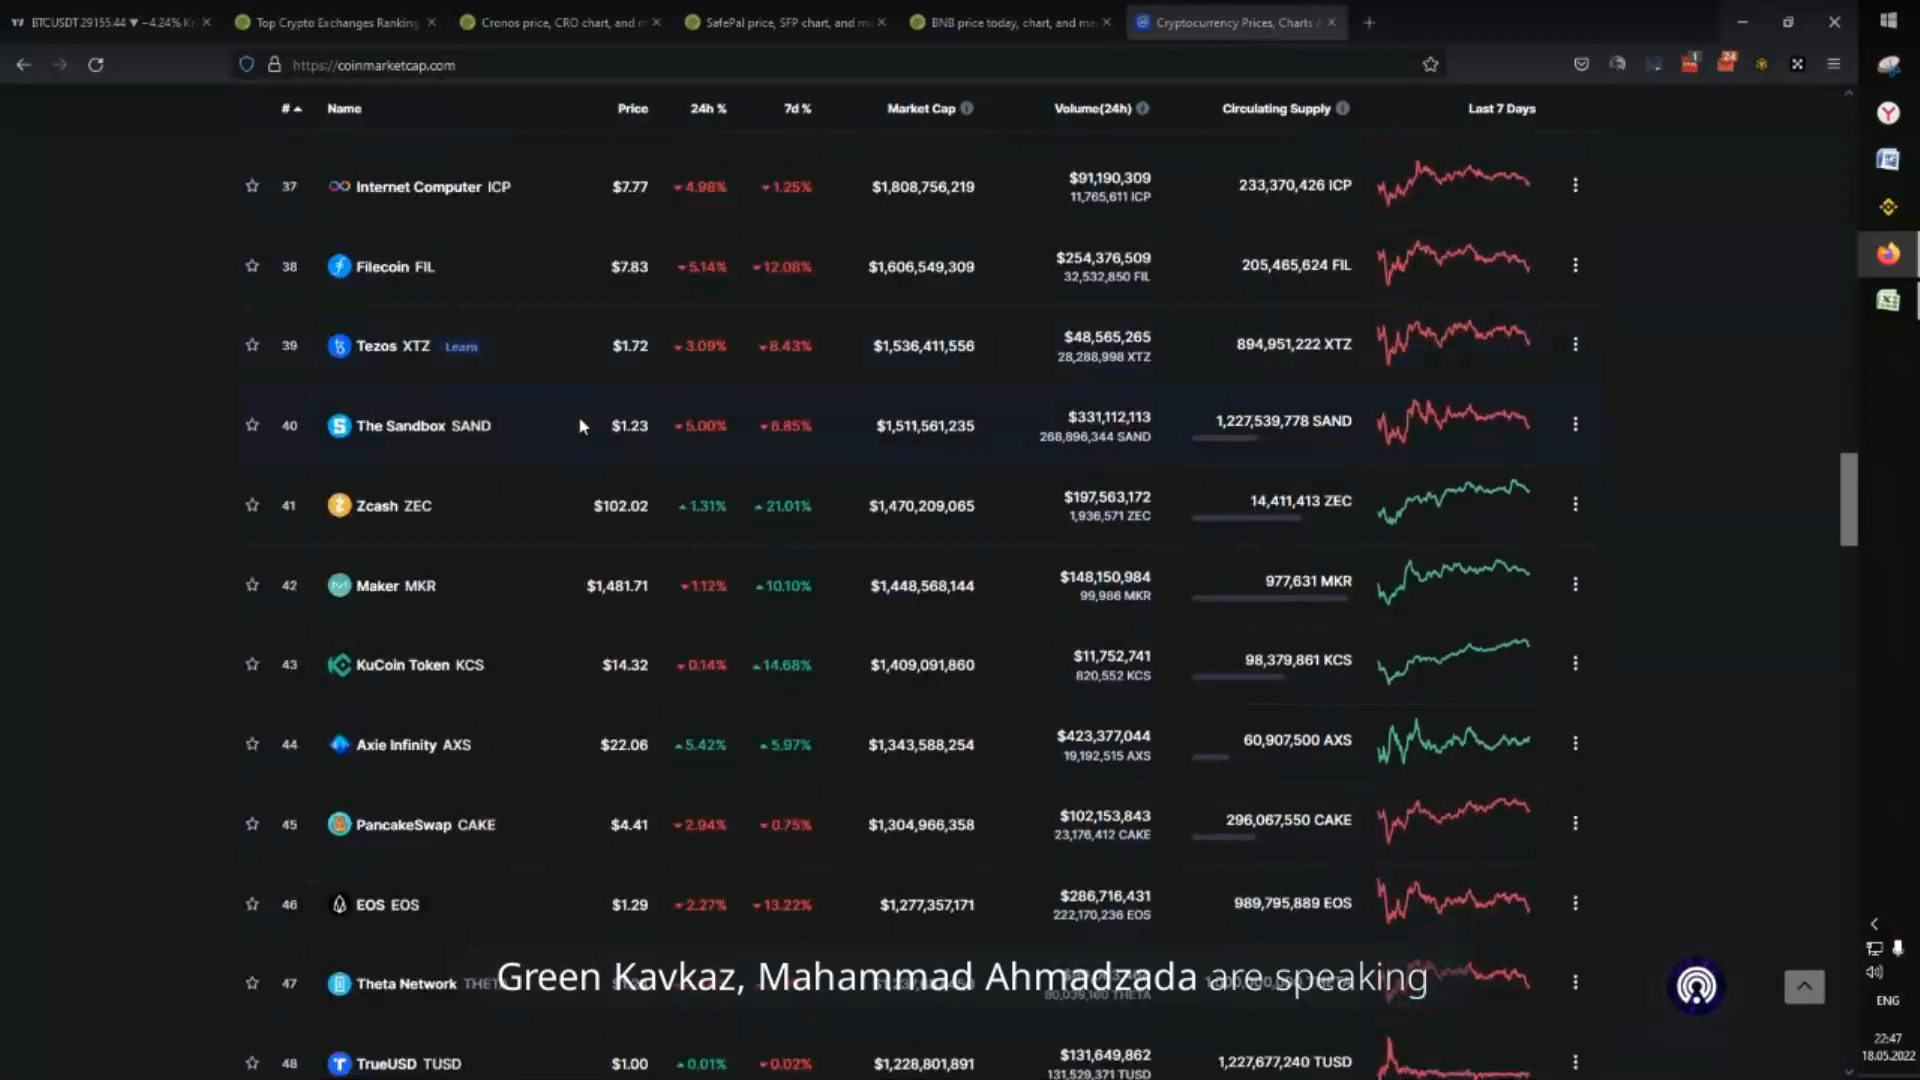 BTCUSDT 29155.44 ▼ −4.24%
Top Crypto Exchanges Ranking
Cronos price, CRO chart, and m
SafePal price, SFP chart, and m
BNB price today, chart, and ma
Cryptocurrency Prices, Charts
https://coinmarketcap.com
1
24
# Name Price 24h % 7d % Market Cap Volume(24h) Circulating Supply Last 7 Days
37 Internet Computer ICP $7.77 4.98% 1.25% $1,808,756,219 $91,190,309 233,370,426 ICP
11,765,611 ICP
38 Filecoin FIL $7.83 5.14% 12.08% $1,606,549,309 $254,376,509 205,465,624 FIL
32,532,850 FIL
39 Tezos XTZ Learn $1.72 3.09% 8.43% $1,536,411,556 $48,565,265 894,951,222 XTZ
28,288,998 XTZ
40 The Sandbox SAND $1.23 5.00% 6.85% $1,511,561,235 $331,112,113 1,227,539,778 SAND
268,896,344 SAND
41 Zcash ZEC $102.02 1.31% 21.01% $1,470,209,065 $197,563,172 14,411,413 ZEC
1,936,571 ZEC
42 Maker MKR $1,481.71 1.12% 10.10% $1,448,568,144 $148,150,984 977,631 MKR
99,986 MKR
43 KuCoin Token KCS $14.32 0.14% 14.68% $1,409,091,860 $11,752,741 98,379,861 KCS
820,552 KCS
44 Axie Infinity AXS $22.06 5.42% 5.97% $1,343,588,254 $423,377,044 60,907,500 AXS
19,192,515 AXS
45 PancakeSwap CAKE $4.41 2.94% 0.75% $1,304,966,358 $102,153,843 296,067,550 CAKE
23,176,412 CAKE
46 EOS EOS $1.29 2.27% 13.22% $1,277,357,171 $286,716,431 989,795,889 EOS
222,170,236 EOS
Green Kavkaz, Mahammad Ahmadzada are speaking
47 Theta Network
48 TrueUSD TUSD $1.00 0.01% 0.02% $1,228,801,891 $131,649,862 1,227,677,240 TUSD
131,529,371 TUSD
ENG
22:47
18.05.2022